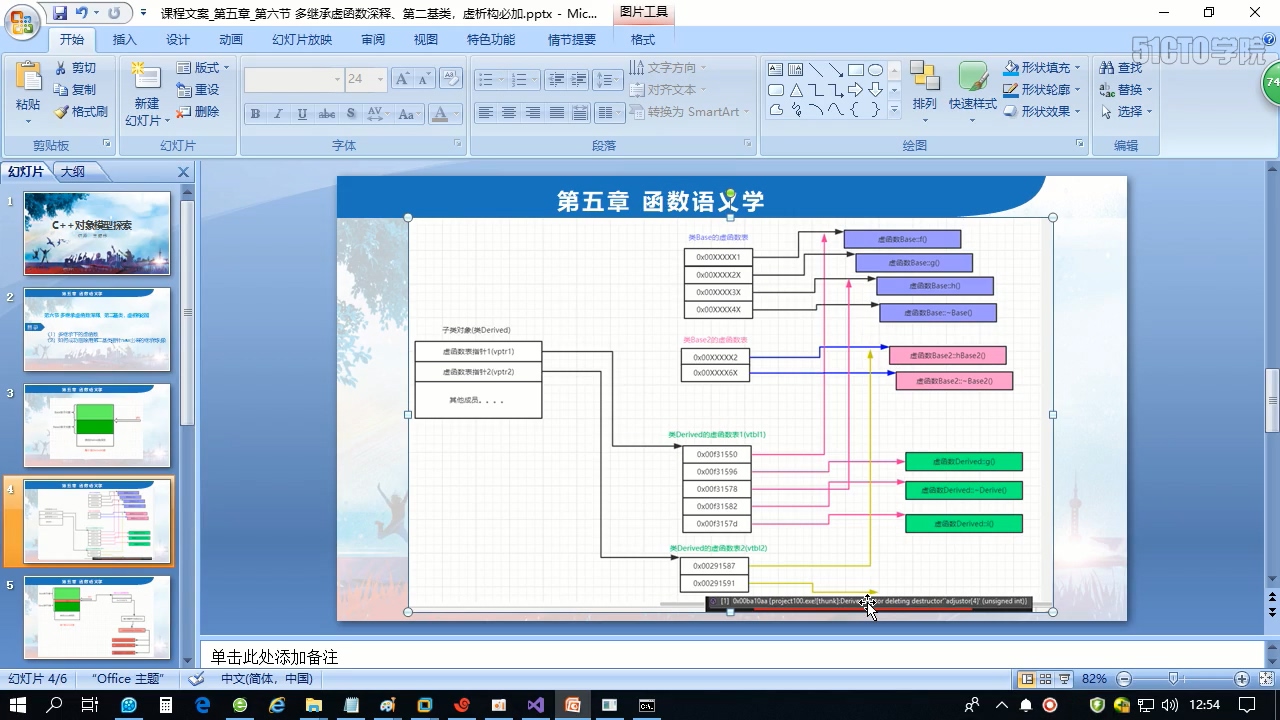 课程文案_第五章_第六节 多继承虚函数深释、第二基类，虚析构必加.pptx - Mic...
图片工具
开始 插入 设计 动画 幻灯片放映 审阅 视图 特色功能 情节提要 格式
51CTO学院
粘贴
剪切
复制
格式刷
剪贴板
新建
幻灯片
版式
重设
删除
幻灯片
24
B I U abc S AV Aa A
字体
文字方向
对齐文本
转换为 SmartArt
段落
排列
快速样式
形状填充
形状轮廓
形状效果
绘图
查找
替换
选择
编辑
74
幻灯片 大纲
1
C++对象模型探索
2
3
4
5
第五章 函数语义学
类Base的虚函数表
0x00XXXXX1
0x00XXXX2X
0x00XXXX3X
0x00XXXX4X
虚函数Base::f()
虚函数Base::g()
虚函数Base::h()
虚函数Base::~Base()
子类对象(类Derived)
虚函数表指针1(vptr1)
虚函数表指针2(vptr2)
其他成员。。。。
类Base2的虚函数表
0x00XXXXX2
0x00XXXX6X
虚函数Base2::hBase2()
虚函数Base2::~Base2()
类Derived的虚函数表1(vtbl1)
0x00f31550
0x00f31596
0x00f31578
0x00f31582
0x00f3157d
虚函数Derived::g()
虚函数Derived::~Derive()
虚函数Derived::i()
类Derived的虚函数表2(vtbl2)
0x00291587
0x00291591
[1] 0x00ba10aa {project100.exe![thunk]:Derive
tor deleting destructor'`adjustor{4}' (unsigned int)}
单击此处添加备注
幻灯片 4/6 “Office 主题” 中文(简体，中国) 82%
12:54